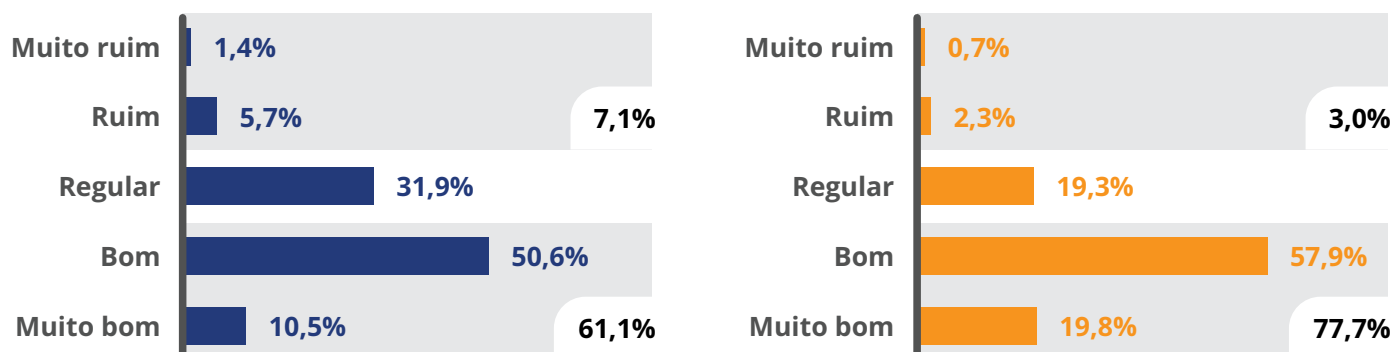 Muito ruim 1,4%
Ruim 5,7% 7,1%
Regular 31,9%
Bom 50,6%
Muito bom 10,5% 61,1%
Muito ruim 0,7%
Ruim 2,3% 3,0%
Regular 19,3%
Bom 57,9%
Muito bom 19,8% 77,7%